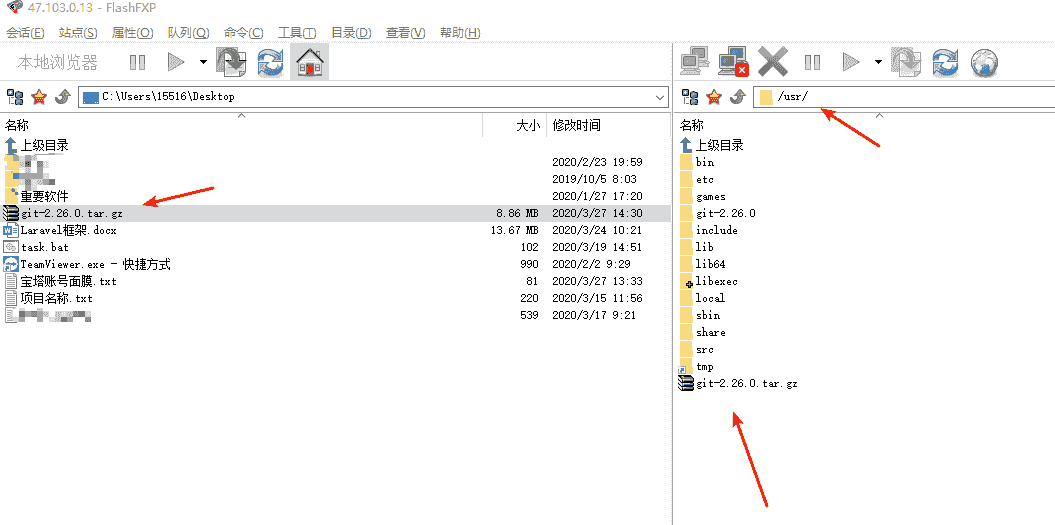 47.103.0.13 - FlashFXP
会话(E) 站点(S) 属性(O) 队列(Q) 命令(C) 工具(T) 目录(D) 查看(V) 帮助(H)
本地浏览器
C:\Users\15516\Desktop
/usr/
名称 大小 修改时间
上级目录
2020/2/23 19:59
2019/10/5 8:03
重要软件 2020/1/27 17:20
git-2.26.0.tar.gz 8.86 MB 2020/3/27 14:30
Laravel框架.docx 13.67 MB 2020/3/24 10:21
task.bat 102 2020/3/19 14:51
TeamViewer.exe - 快捷方式 990 2020/2/2 9:29
宝塔账号面膜.txt 81 2020/3/27 13:33
项目名称.txt 220 2020/3/15 11:56
539 2020/3/17 9:21
名称
上级目录
bin
etc
games
git-2.26.0
include
lib
lib64
libexec
local
sbin
share
src
tmp
git-2.26.0.tar.gz